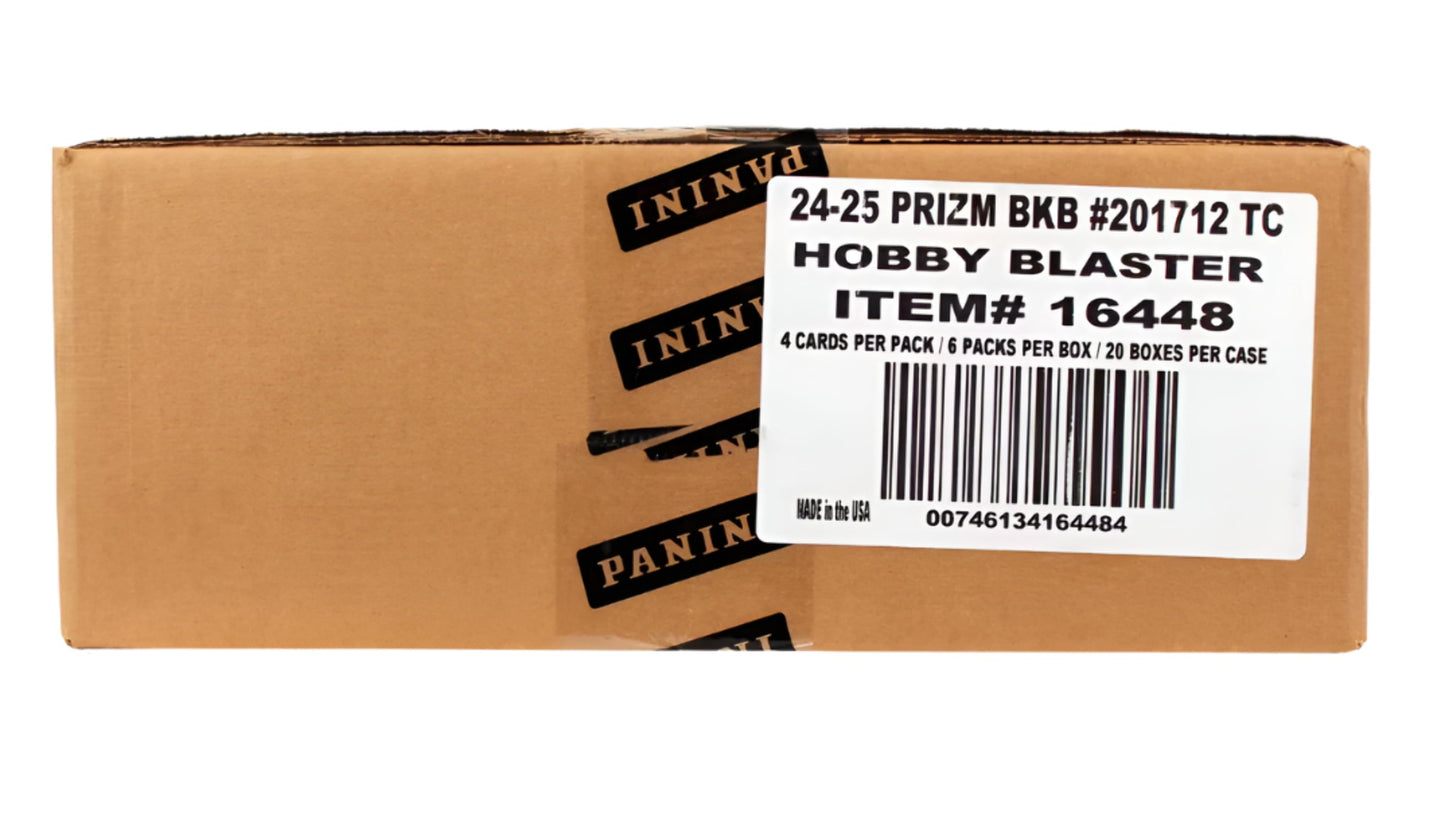 PANINI
PANINI
PANINI
24-25 PRIZM BKB #201712 TC
HOBBY BLASTER
ITEM# 16448
4 CARDS PER PACK / 6 PACKS PER BOX / 20 BOXES PER CASE
MADE in the USA
00746134164484